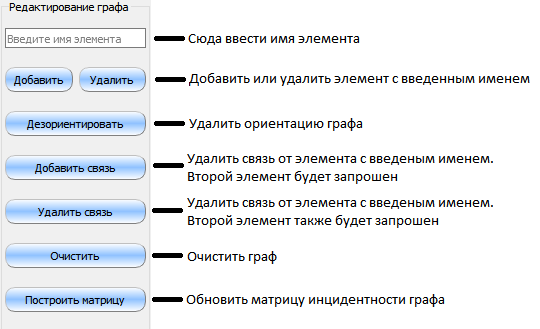 Редактирование графа
Введите имя элемента
Сюда ввести имя элемента
Добавить
Удалить
Добавить или удалить элемент с введенным именем
Дезориентировать
Удалить ориентацию графа
Добавить связь
Удалить связь от элемента с введеным именем.
Второй элемент будет запрошен
Удалить связь
Удалить связь от элемента с введеным именем.
Второй элемент также будет запрошен
Очистить
Очистить граф
Построить матрицу
Обновить матрицу инцидентности графа